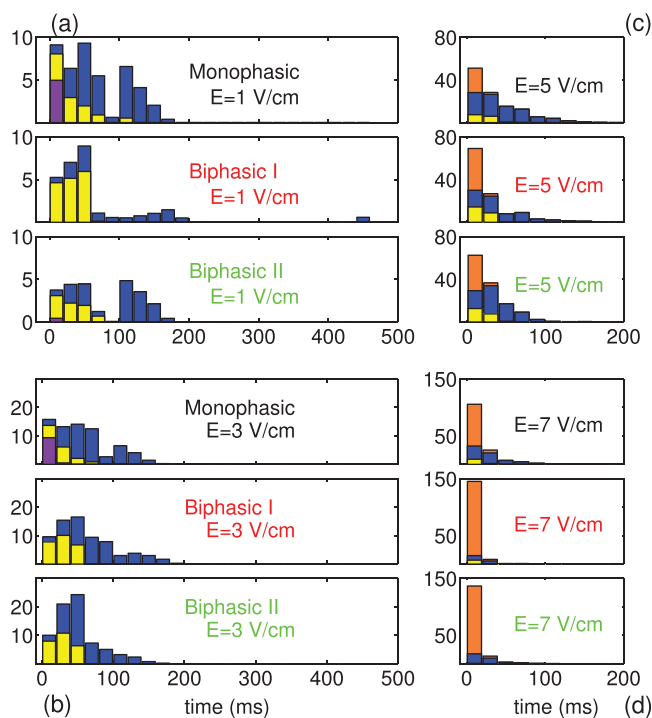 (a)
(c)
10
5
Monophasic
E=1 V/cm
80
40
E=5 V/cm
10
5
0
Biphasic I
E=1 V/cm
80
40
E=5 V/cm
10
5
0
Biphasic II
E=1 V/cm
0 100 200 300 400 500
80
40
E=5 V/cm
0 100 200
30
20
10
Monophasic
E=3 V/cm
150
50
E=7 V/cm
20
10
Biphasic I
E=3 V/cm
150
50
E=7 V/cm
20
10
Biphasic II
E=3 V/cm
0 100 200 300 400 500
150
50
E=7 V/cm
0 100 200
(b)
time (ms)
time (ms)
(d)